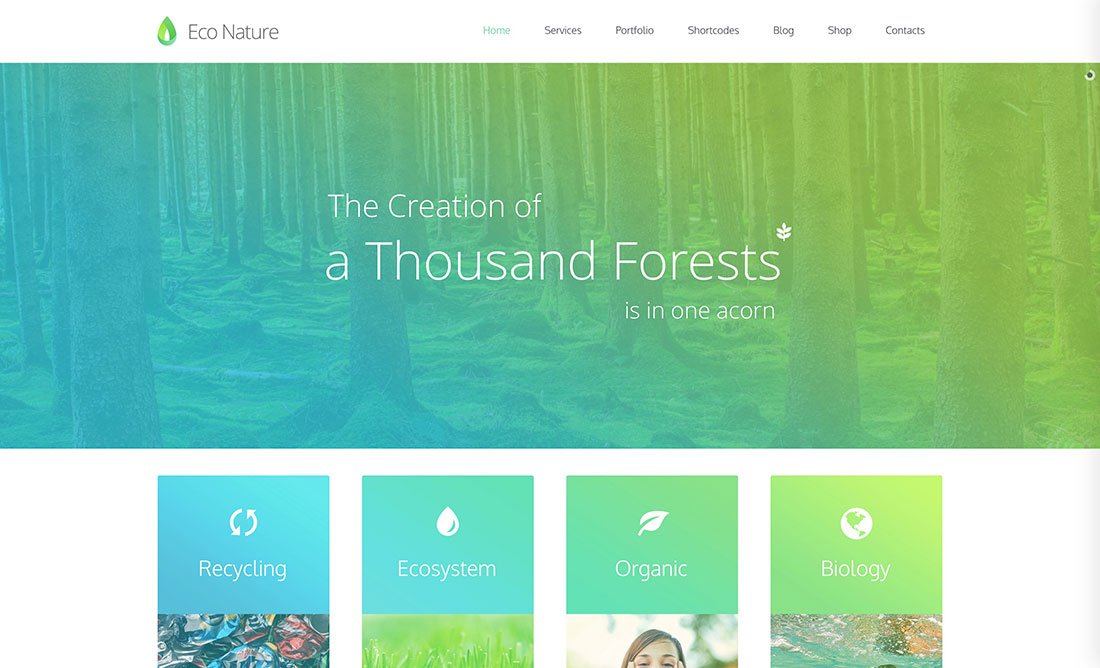 Eco Nature
Home Services Portfolio Shortcodes Blog Shop Contacts
The Creation of
a Thousand Forests
is in one acorn
Recycling
Ecosystem
Organic
Biology